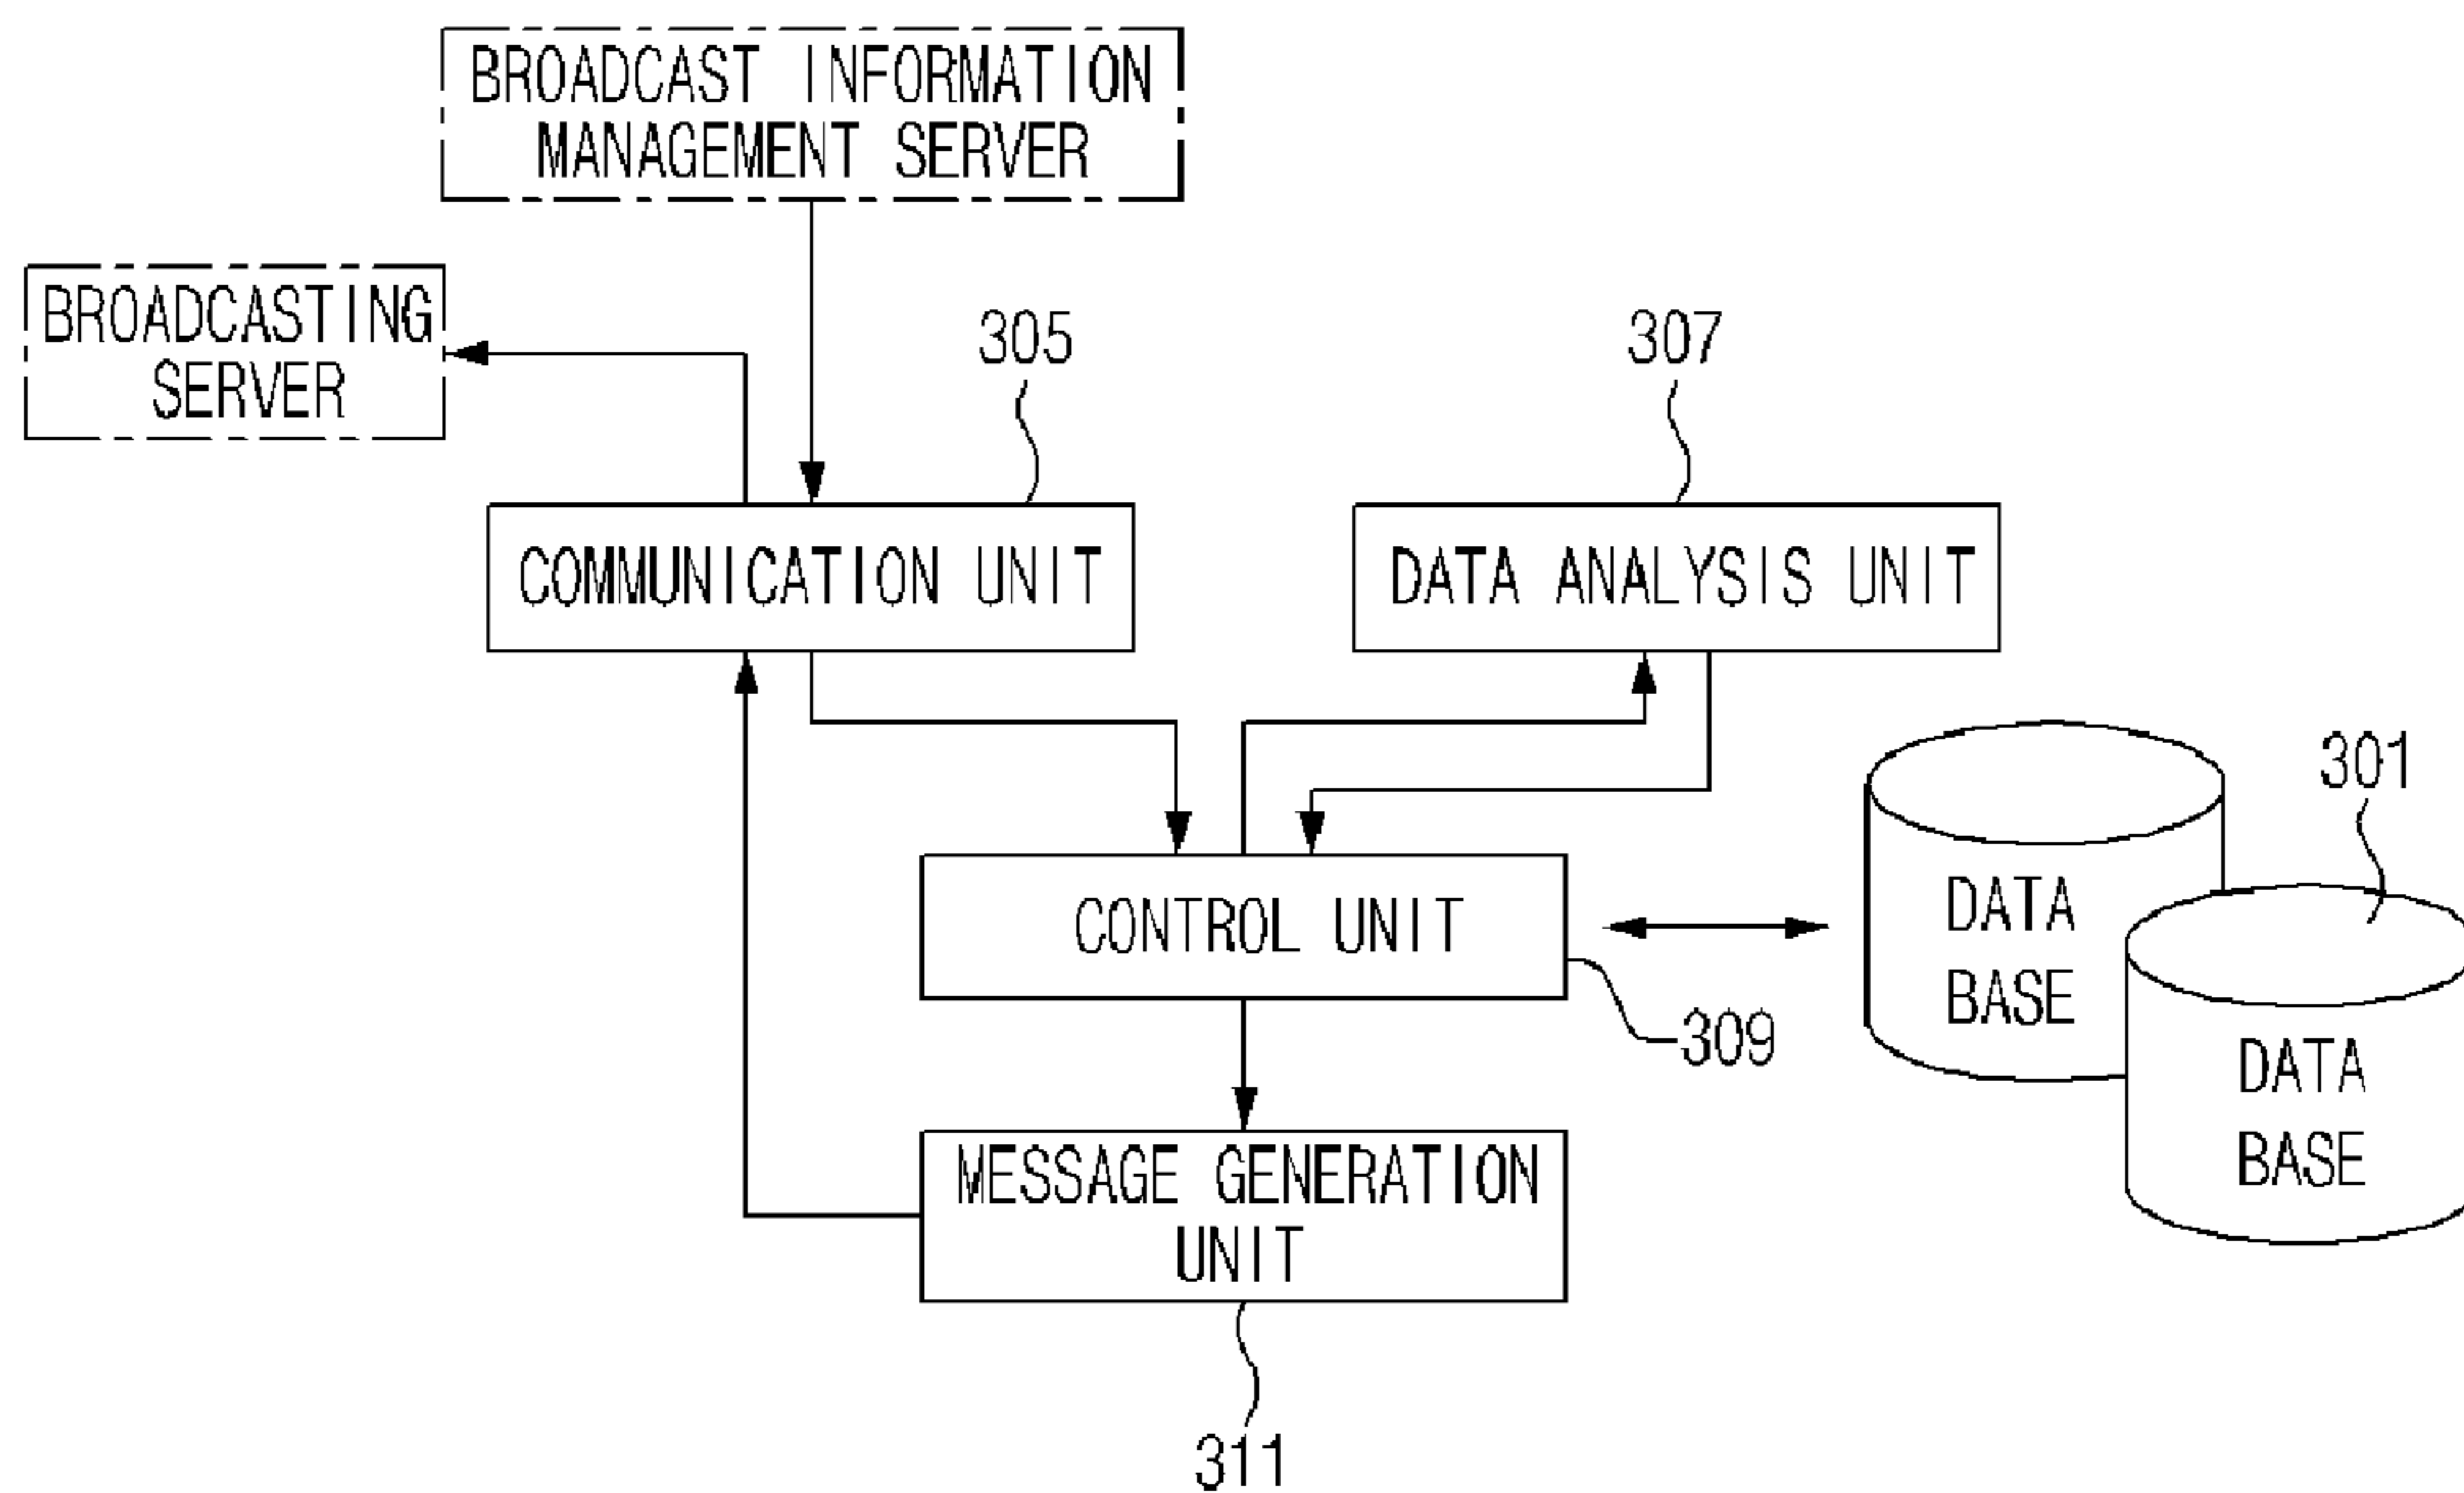 BROADCAST INFORMATION
MANAGEMENT SERVER
BROADCASTING
SERVER
305
307
COMMUNICATION UNIT
DATA ANALYSIS UNIT
301
CONTROL UNIT
DATA
BASE
309
DATA
BASE
MESSAGE GENERATION
UNIT
311